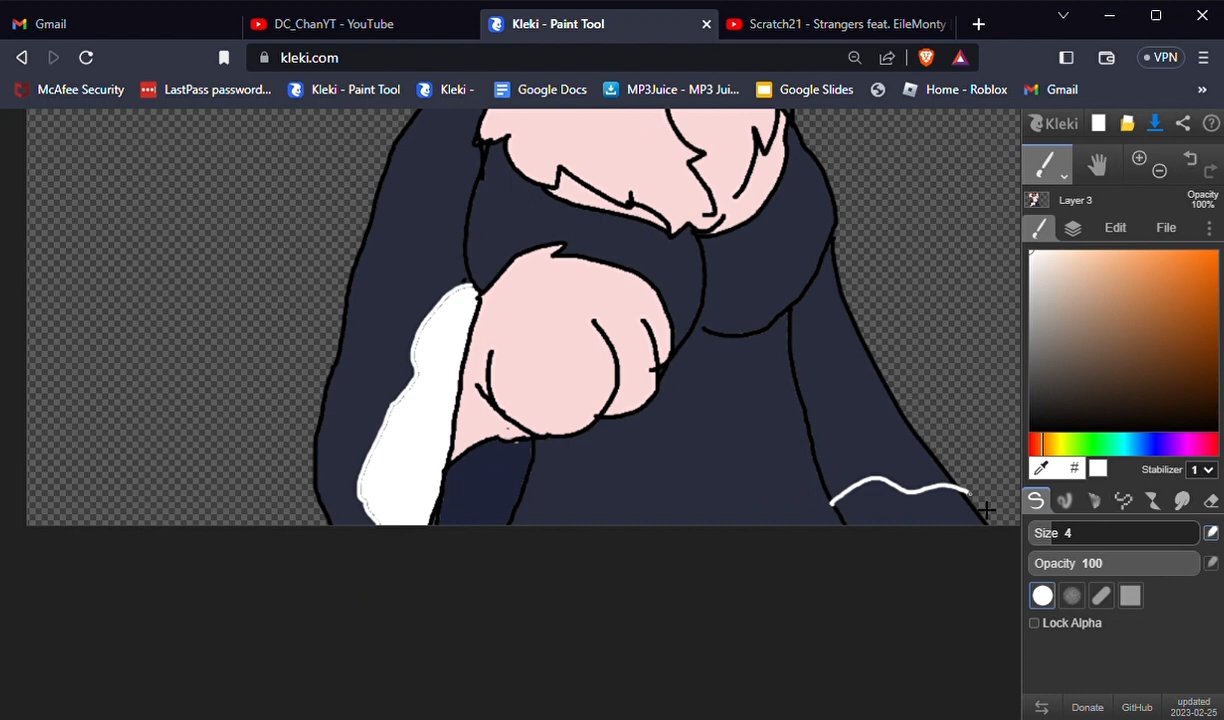 Gmail
DC_ChanYT - YouTube
Kleki - Paint Tool
Scratch21 - Strangers feat. EileMonty
kleki.com
VPN
McAfee Security
LastPass password...
Kleki - Paint Tool
Kleki -
Google Docs
MP3Juice - MP3 Jui...
Google Slides
Home - Roblox
Gmail
»
Kleki
Layer 3
Opacity
100%
Edit
File
#
Stabilizer 1
Size 4
Opacity 100
Lock Alpha
Donate
GitHub
updated
2023-02-25